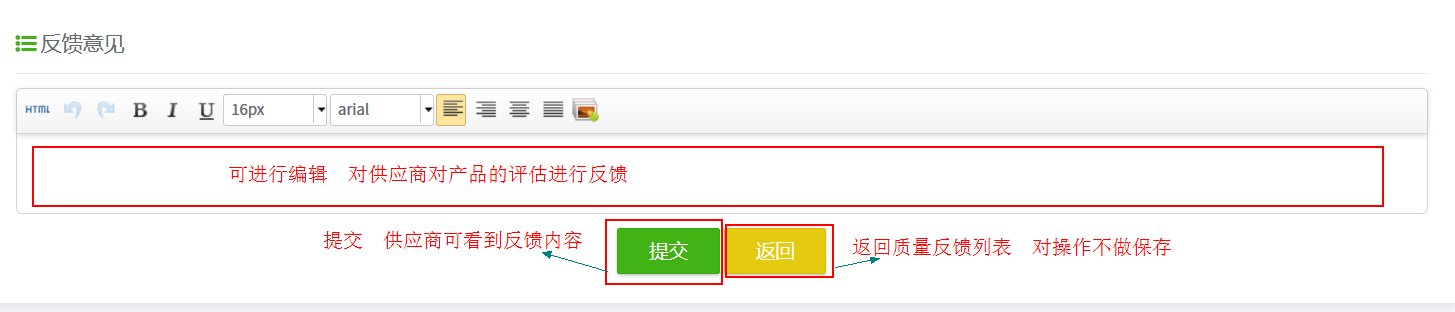 反馈意见
HTML B I U 16px arial
可进行编辑 对供应商对产品的评估进行反馈
提交 供应商可看到反馈内容
提交
返回
返回质量反馈列表 对操作不做保存